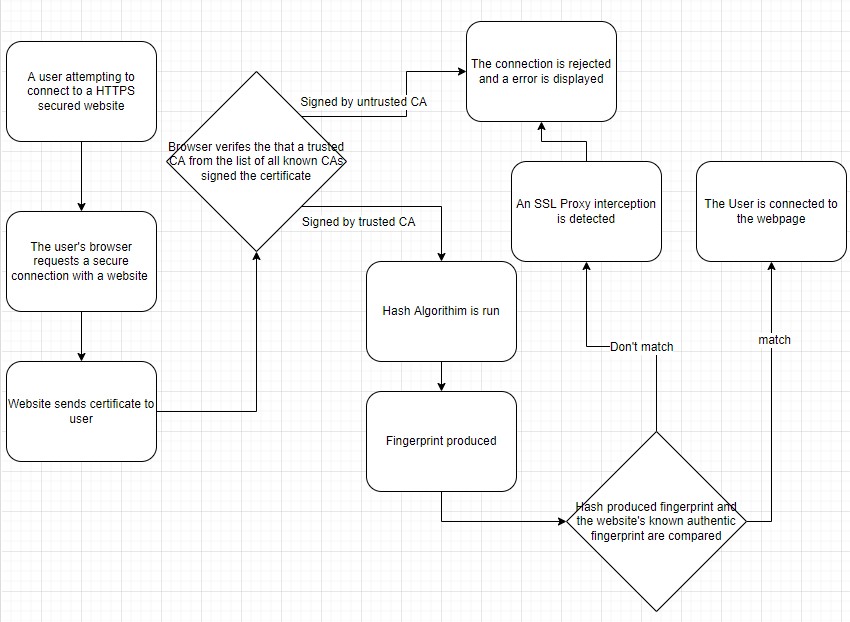 A user attempting to
connect to a HTTPS
secured website
The user's browser
requests a secure
connection with a website
Website sends certificate to
user
Browser verifes the that a trusted
CA from the list of all known CAs
signed the certificate
Signed by untrusted CA
Signed by trusted CA
The connection is rejected
and a error is displayed
Hash Algorithim is run
Fingerprint produced
Hash produced fingerprint and
the website's known authentic
fingerprint are compared
Don't match
match
An SSL Proxy interception
is detected
The User is connected to
the webpage